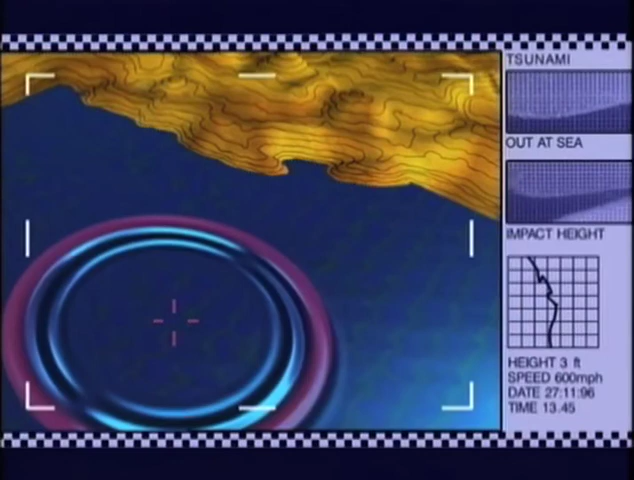 TSUNAMI
OUT AT SEA
IMPACT HEIGHT
HEIGHT 3 ft
SPEED 600mph
DATE 27:11:96
TIME 13.45